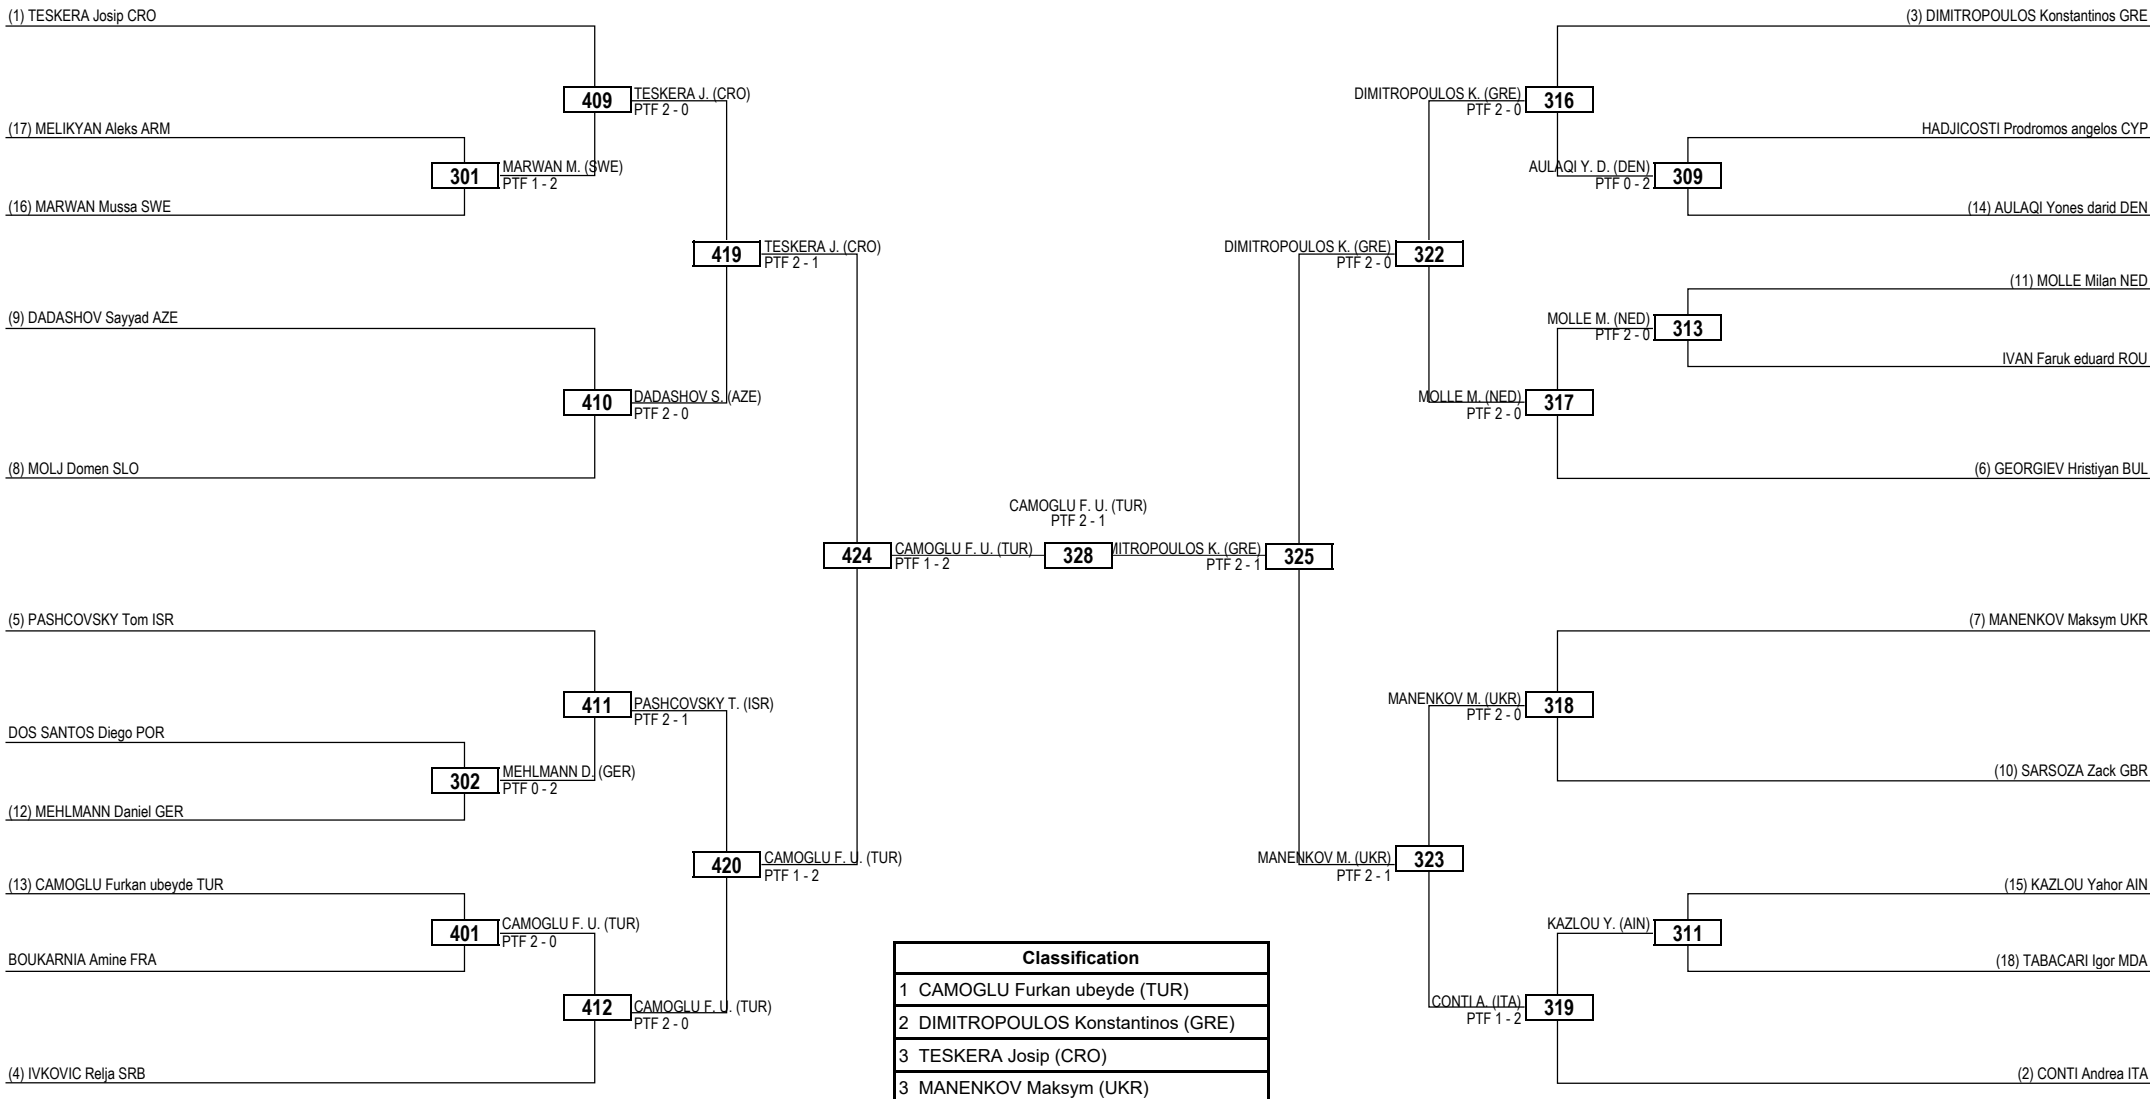 (1) TESKERA Josip CRO
409
TESKERA J. (CRO)
PTF 2 - 0
(17) MELIKYAN Aleks ARM
301
MARWAN M. (SWE)
PTF 1 - 2
(16) MARWAN Mussa SWE
419
TESKERA J. (CRO)
PTF 2 - 1
(9) DADASHOV Sayyad AZE
410
DADASHOV S. (AZE)
PTF 2 - 0
(8) MOLJ Domen SLO
424
CAMOGLU F. U. (TUR)
PTF 1 - 2
(5) PASHCOVSKY Tom ISR
411
PASHCOVSKY T. (ISR)
PTF 2 - 1
DOS SANTOS Diego POR
302
MEHLMANN D. (GER)
PTF 0 - 2
(12) MEHLMANN Daniel GER
420
CAMOGLU F. U. (TUR)
PTF 1 - 2
(13) CAMOGLU Furkan ubeyde TUR
401
CAMOGLU F. U. (TUR)
PTF 2 - 0
BOUKARNIA Amine FRA
412
CAMOGLU F. U. (TUR)
PTF 2 - 0
(4) IVKOVIC Relja SRB
CAMOGLU F. U. (TUR)
PTF 2 - 1
328
(3) DIMITROPOULOS Konstantinos GRE
DIMITROPOULOS K. (GRE)
PTF 2 - 0
316
HADJICOSTI Prodromos angelos CYP
AULAQI Y. D. (DEN)
PTF 0 - 2
309
(14) AULAQI Yones darid DEN
DIMITROPOULOS K. (GRE)
PTF 2 - 0
322
(11) MOLLE Milan NED
MOLLE M. (NED)
PTF 2 - 0
313
IVAN Faruk eduard ROU
MOLLE M. (NED)
PTF 2 - 0
317
(6) GEORGIEV Hristiyan BUL
MITROPOULOS K. (GRE)
PTF 2 - 1
325
(7) MANENKOV Maksym UKR
MANENKOV M. (UKR)
PTF 2 - 0
318
(10) SARSOZA Zack GBR
MANENKOV M. (UKR)
PTF 2 - 1
323
(15) KAZLOU Yahor AIN
KAZLOU Y. (AIN)
311
(18) TABACARI Igor MDA
CONTI A. (ITA)
PTF 1 - 2
319
(2) CONTI Andrea ITA
Classification
1 CAMOGLU Furkan ubeyde (TUR)
2 DIMITROPOULOS Konstantinos (GRE)
3 TESKERA Josip (CRO)
3 MANENKOV Maksym (UKR)